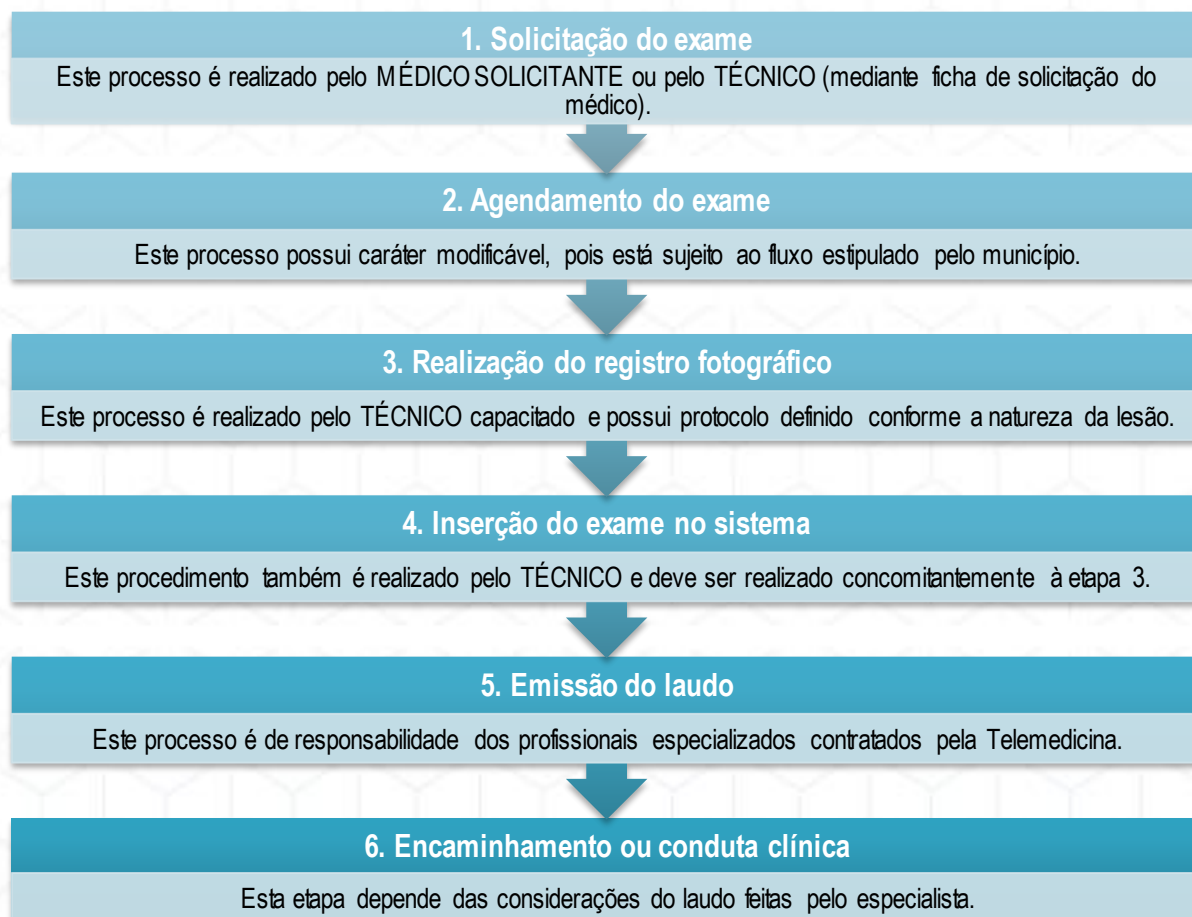 1. Solicitação do exame
Este processo é realizado pelo MÉDICO SOLICITANTE ou pelo TÉCNICO (mediante ficha de solicitação do
médico).
2. Agendamento do exame
Este processo possui caráter modificável, pois está sujeito ao fluxo estipulado pelo município.
3. Realização do registro fotográfico
Este processo é realizado pelo TÉCNICO capacitado e possui protocolo definido conforme a natureza da lesão.
4. Inserção do exame no sistema
Este procedimento também é realizado pelo TÉCNICO e deve ser realizado concomitantemente à etapa 3.
5. Emissão do laudo
Este processo é de responsabilidade dos profissionais especializados contratados pela Telemedicina.
6. Encaminhamento ou conduta clínica
Esta etapa depende das considerações do laudo feitas pelo especialista.